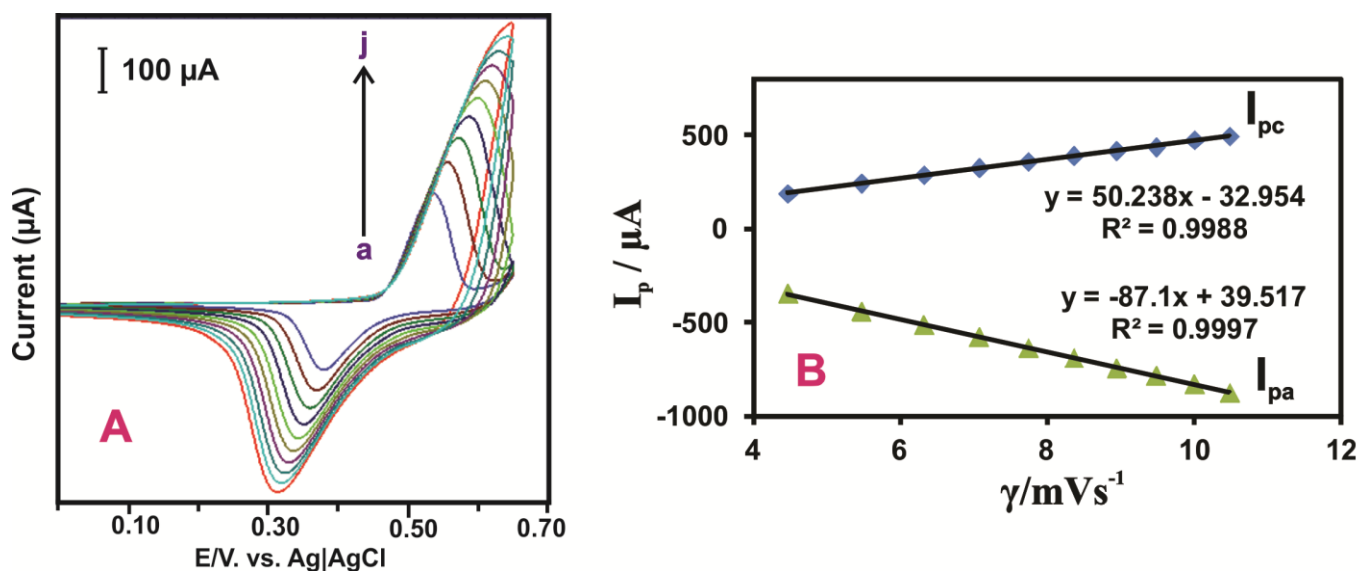 100 µA
j
a
Current (µA)
A
0.10 0.30 0.50 0.70
E/V. vs. Ag|AgCl
500
0
-500
-1000
Ip / µA
Ipc
y = 50.238x - 32.954
R² = 0.9988
y = -87.1x + 39.517
R² = 0.9997
B
Ipa
4 6 8 10 12
γ/mVs-1